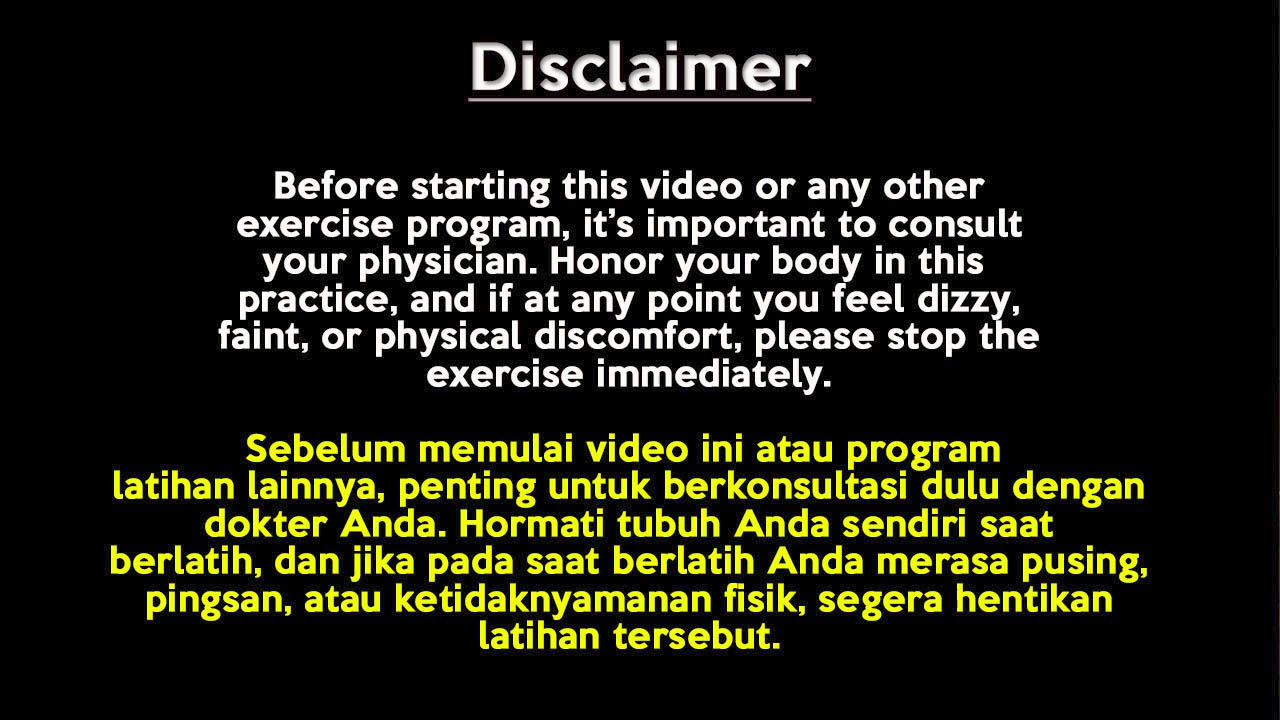 Disclaimer
Before starting this video or any other
exercise program, it's important to consult
your physician. Honor your body in this
practice, and if at any point you feel dizzy,
faint, or physical discomfort, please stop the
exercise immediately.
Sebelum memulai video ini atau program
latihan lainnya, penting untuk berkonsultasi dulu dengan
dokter Anda. Hormati tubuh Anda sendiri saat
berlatih, dan jika pada saat berlatih Anda merasa pusing,
pingsan, atau ketidaknyamanan fisik, segera hentikan
latihan tersebut.